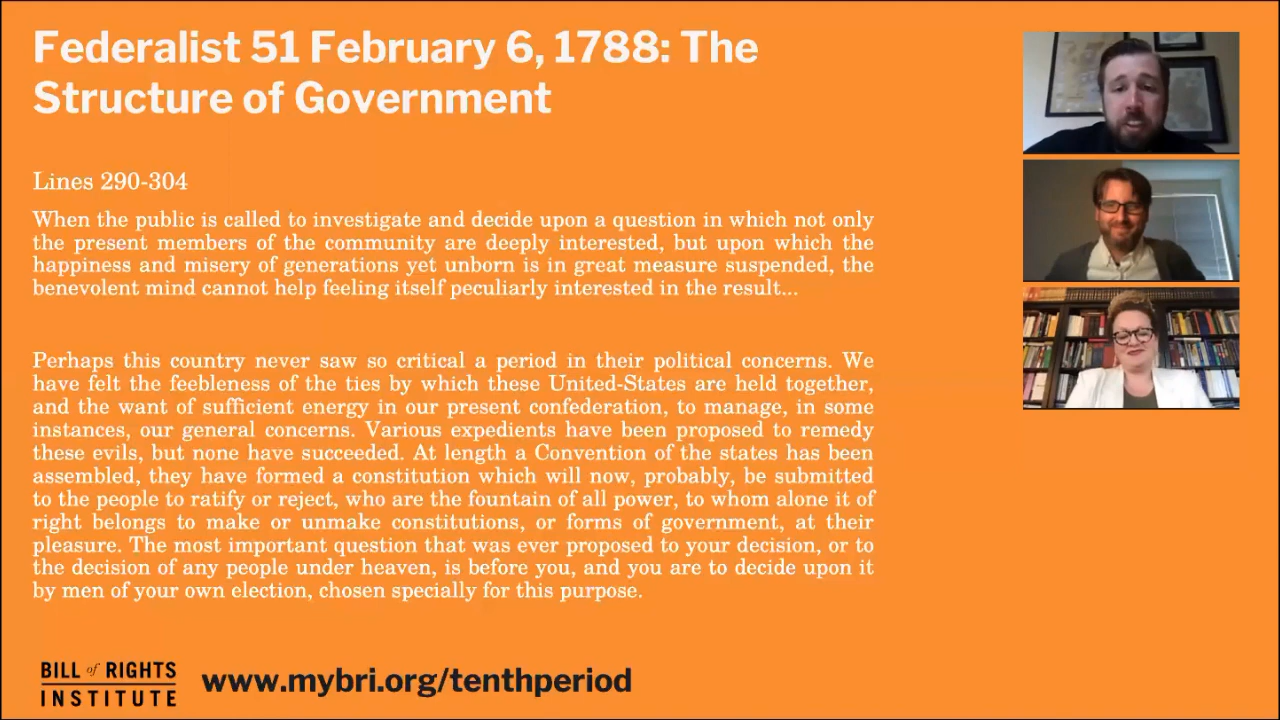 Federalist 51 February 6, 1788: The
Structure of Government
Lines 290-304
When the public is called to investigate and decide upon a question in which not only
the present members of the community are deeply interested, but upon which the
happiness and misery of generations yet unborn is in great measure suspended, the
benevolent mind cannot help feeling itself peculiarly interested in the result...
Perhaps this country never saw so critical a period in their political concerns. We
have felt the feebleness of the ties by which these United-States are held together,
and the want of sufficient energy in our present confederation, to manage, in some
instances, our general concerns. Various expedients have been proposed to remedy
these evils, but none have succeeded. At length a Convention of the states has been
assembled, they have formed a constitution which will now, probably, be submitted
to the people to ratify or reject, who are the fountain of all power, to whom alone it of
right belongs to make or unmake constitutions, or forms of government, at their
pleasure. The most important question that was ever proposed to your decision, or to
the decision of any people under heaven, is before you, and you are to decide upon it
by men of your own election, chosen specially for this purpose.
BILL of RIGHTS
INSTITUTE
www.mybri.org/tenthperiod